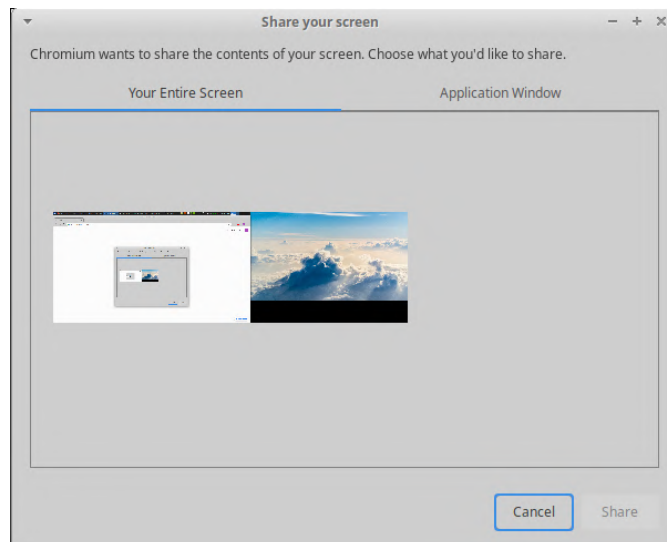 Share your screen
Chromium wants to share the contents of your screen. Choose what you'd like to share.
Your Entire Screen
Application Window
Cancel
Share